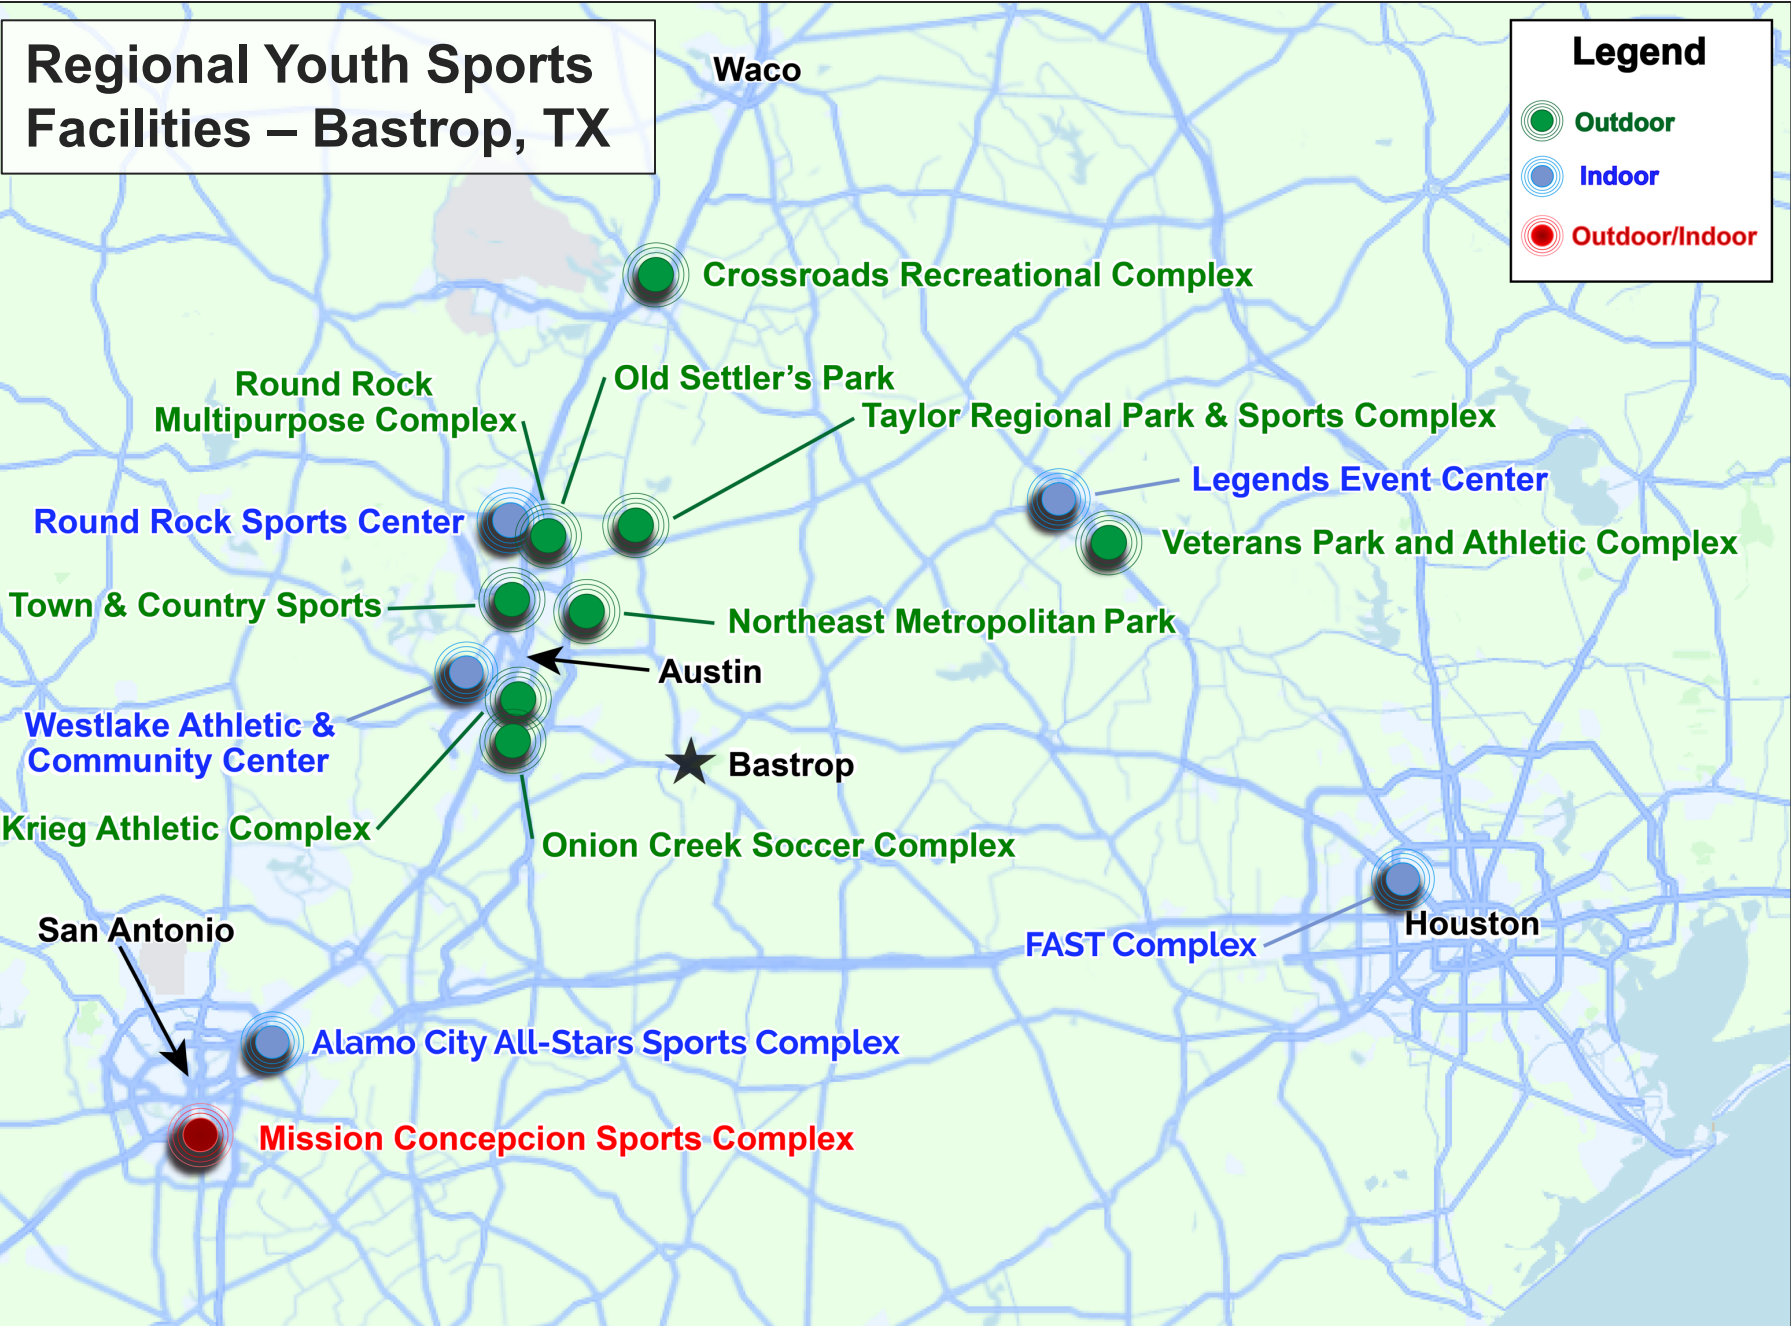 Regional Youth Sports
Facilities – Bastrop, TX
Waco
Legend
Outdoor
Indoor
Outdoor/Indoor
Crossroads Recreational Complex
Round Rock
Multipurpose Complex
Old Settler’s Park
Taylor Regional Park & Sports Complex
Legends Event Center
Round Rock Sports Center
Veterans Park and Athletic Complex
Town & Country Sports
Northeast Metropolitan Park
Austin
Westlake Athletic &
Community Center
Bastrop
Krieg Athletic Complex
Onion Creek Soccer Complex
San Antonio
Houston
FAST Complex
Alamo City All-Stars Sports Complex
Mission Concepcion Sports Complex